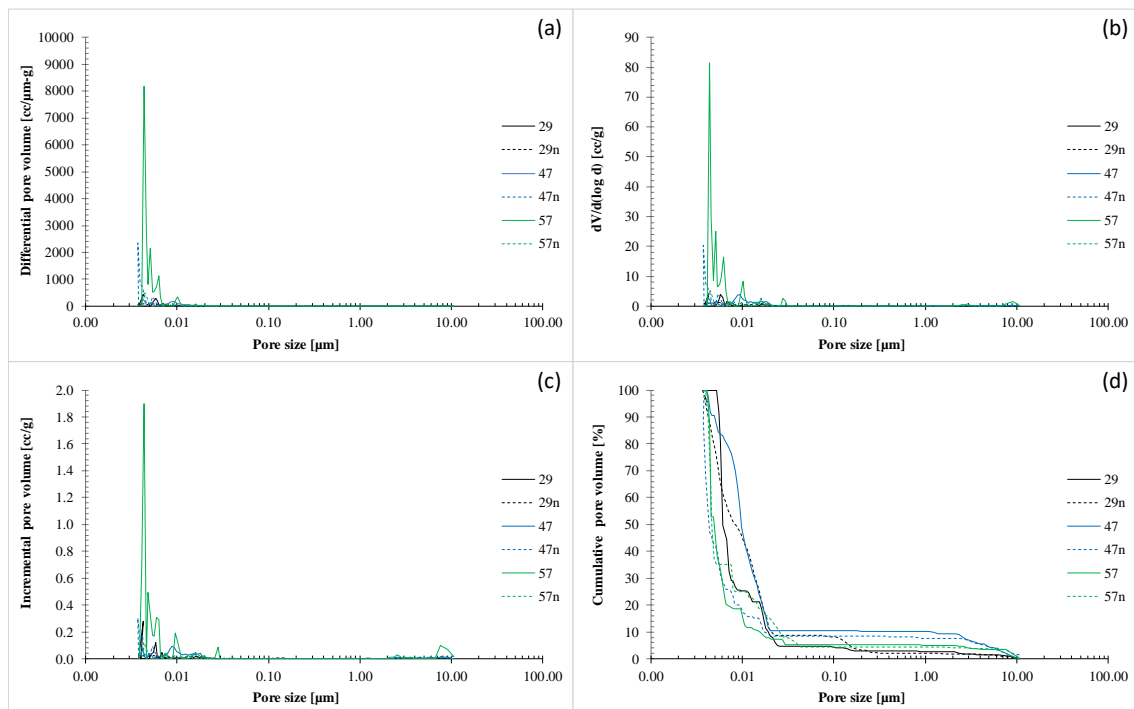 (a)
Differential pore volume [cc/µm-g]
10000
9000
8000
7000
6000
5000
4000
3000
2000
1000
0
0.00 0.01 0.10 1.00 10.00 100.00
Pore size [µm]
29
29n
47
47n
57
57n
(b)
dV/d(log d) [cc/g]
90
80
70
60
50
40
30
20
10
0
0.00 0.01 0.10 1.00 10.00 100.00
Pore size [µm]
29
29n
47
47n
57
57n
(c)
Incremental pore volume [cc/g]
2.0
1.8
1.6
1.4
1.2
1.0
0.8
0.6
0.4
0.2
0.0
0.00 0.01 0.10 1.00 10.00 100.00
Pore size [µm]
29
29n
47
47n
57
57n
(d)
Cumulative pore volume [%]
100
90
80
70
60
50
40
30
20
10
0
0.00 0.01 0.10 1.00 10.00 100.00
Pore size [µm]
29
29n
47
47n
57
57n